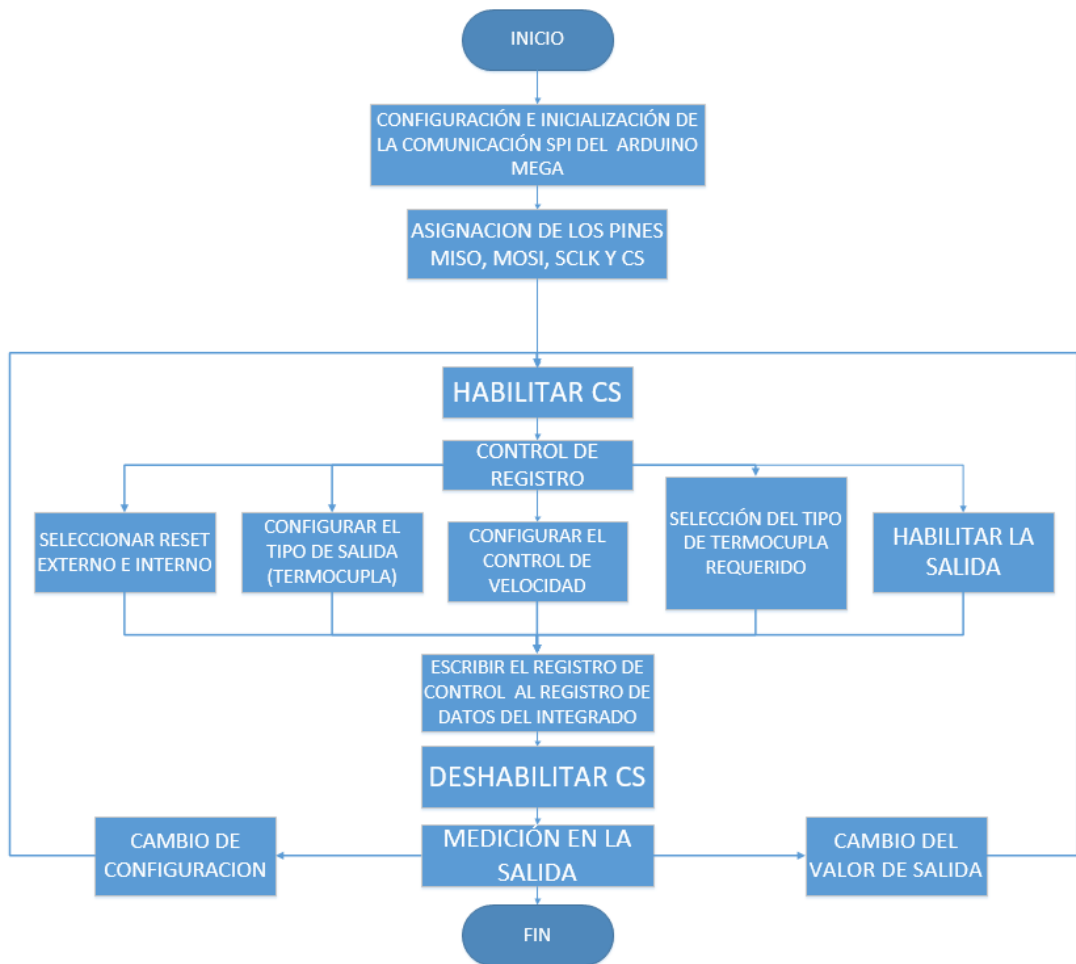 INICIO
CONFIGURACIÓN E INICIALIZACIÓN DE
LA COMUNICACIÓN SPI DEL ARDUINO
MEGA
ASIGNACION DE LOS PINES
MISO, MOSI, SCLK Y CS
HABILITAR CS
CONTROL DE
REGISTRO
SELECCIONAR RESET
EXTERNO E INTERNO
CONFIGURAR EL
TIPO DE SALIDA
(TERMOCUPLA)
CONFIGURAR EL
CONTROL DE
VELOCIDAD
SELECCIÓN DEL TIPO
DE TERMOCUPLA
REQUERIDO
HABILITAR LA
SALIDA
ESCRIBIR EL REGISTRO DE
CONTROL AL REGISTRO DE
DATOS DEL INTEGRADO
DESHABILITAR CS
CAMBIO DE
CONFIGURACION
MEDICIÓN EN LA
SALIDA
CAMBIO DEL
VALOR DE SALIDA
FIN